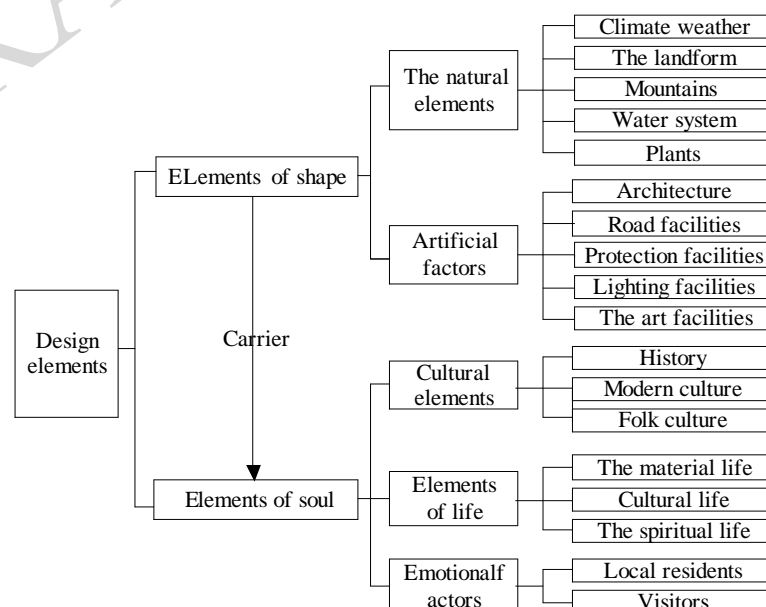 Climate weather
The landform
Mountains
Water system
Plants
The natural
elements
ELements of shape
Architecture
Road facilities
Protection facilities
Lighting facilities
The art facilities
Artificial
factors
Design
elements
Carrier
History
Modern culture
Folk culture
Cultural
elements
Elements of soul
The material life
Cultural life
The spiritual life
Elements
of life
Local residents
Visitors
Emotionalf
actors